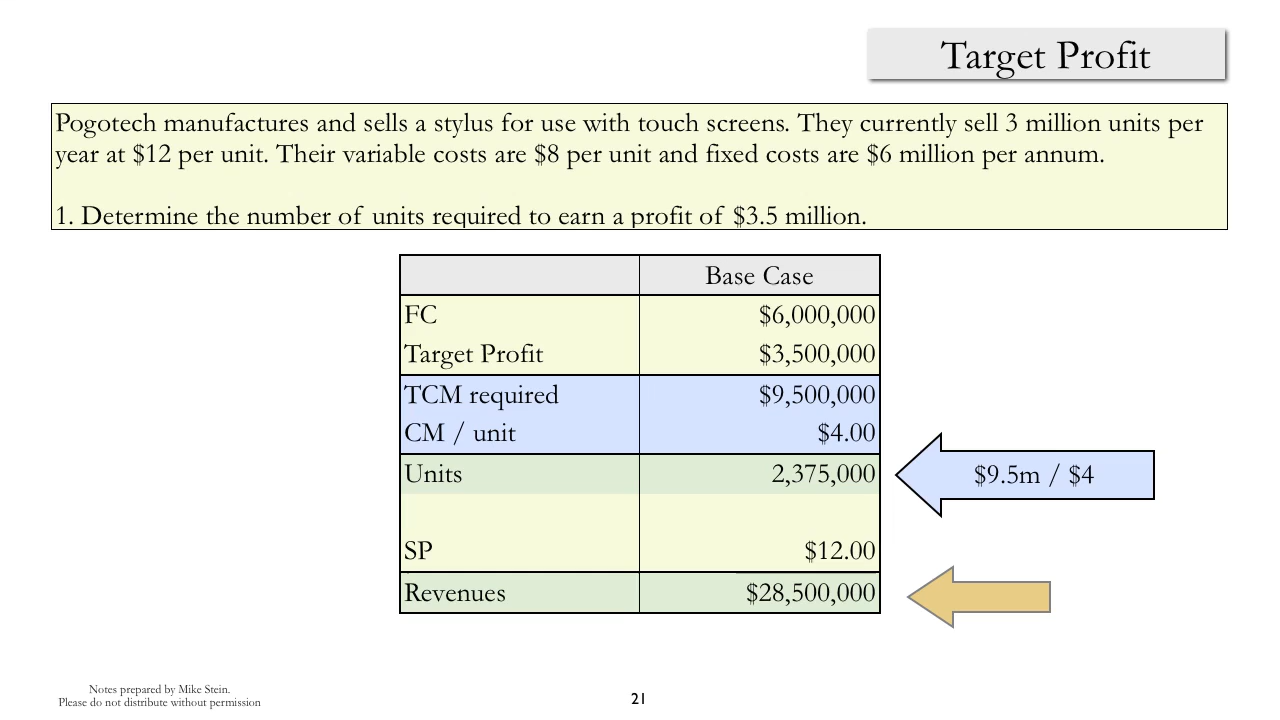 Target Profit
Pogotech manufactures and sells a stylus for use with touch screens. They currently sell 3 million units per
year at $12 per unit. Their variable costs are $8 per unit and fixed costs are $6 million per annum.
1. Determine the number of units required to earn a profit of $3.5 million.
Base Case
FC $6,000,000
Target Profit $3,500,000
TCM required $9,500,000
CM / unit $4.00
Units 2,375,000
$9.5m / $4
SP $12.00
Revenues $28,500,000
Notes prepared by Mike Stein.
Please do not distribute without permission
21